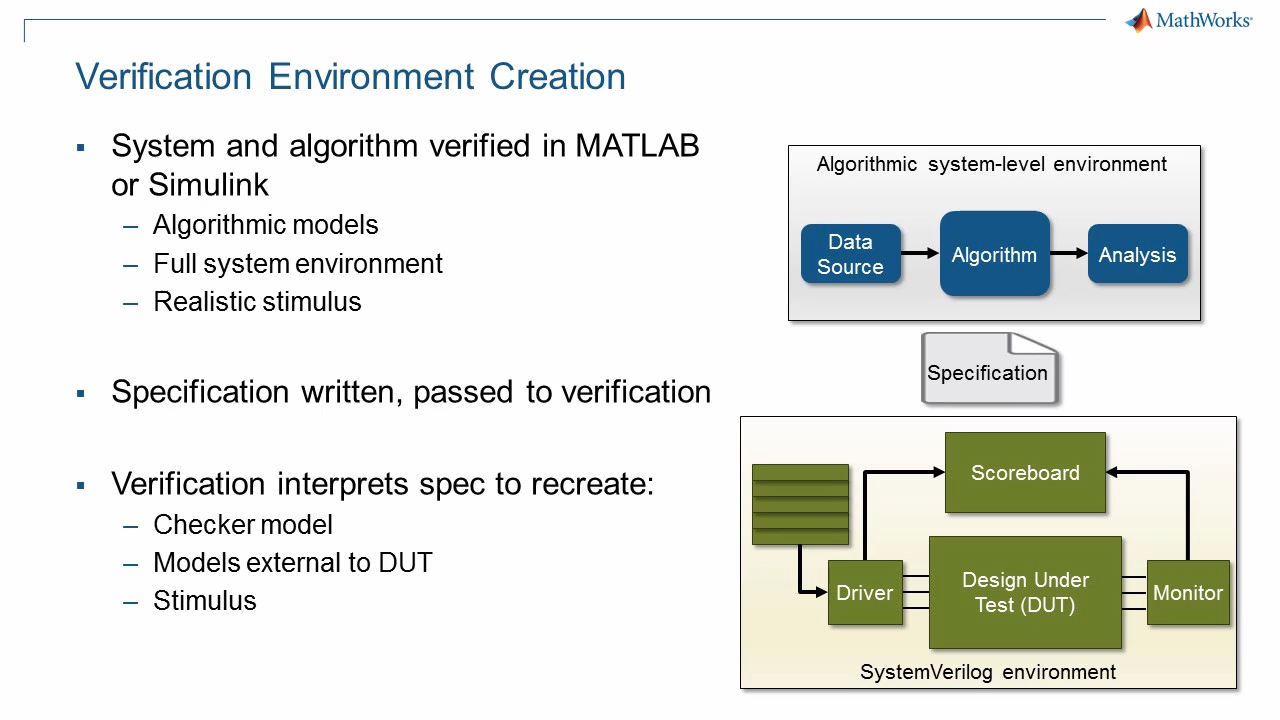 MathWorks
Verification Environment Creation
▪ System and algorithm verified in MATLAB
or Simulink
– Algorithmic models
– Full system environment
– Realistic stimulus
▪ Specification written, passed to verification
▪ Verification interprets spec to recreate:
– Checker model
– Models external to DUT
– Stimulus
Algorithmic system-level environment
Data
Source
Algorithm
Analysis
Specification
Scoreboard
Driver
Design Under
Test (DUT)
Monitor
SystemVerilog environment